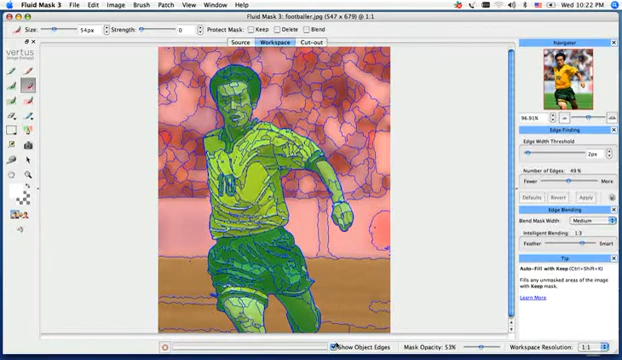 Fluid Mask 3 File Edit Image Brush Patch View Window Help Wed 10:22 PM
Fluid Mask 3: footballer.jpg (547 x 679) @ 1:1
Size: 54px Strength: 0 Protect Mask: Keep Delete Blend
Source Workspace Cut-out
vertus
10
Navigator
96.91%
Edge Finding
Edge Width Threshold
2px
Number of Edges: 49%
Fewer More
Defaults Revert Apply
Edge Blending
Blend Mask Width: Medium
Intelligent Blending: 1:3
Feather Smart
Tip
Auto-Fill with Keep (Ctrl+Shift+K)
Fills any unmasked areas of the image
with Keep mask.
Learn More
Show Object Edges Mask Opacity: 53% Workspace Resolution: 1:1